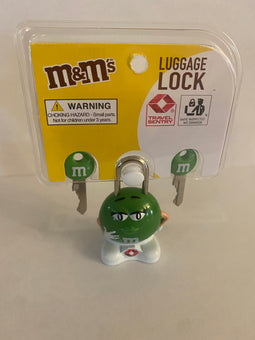 m&m's
LUGGAGE
LOCK
WARNING
CHOKING HAZARD - Small parts.
Not for children under 3 years.
TRAVEL
SENTRY
m
m
m